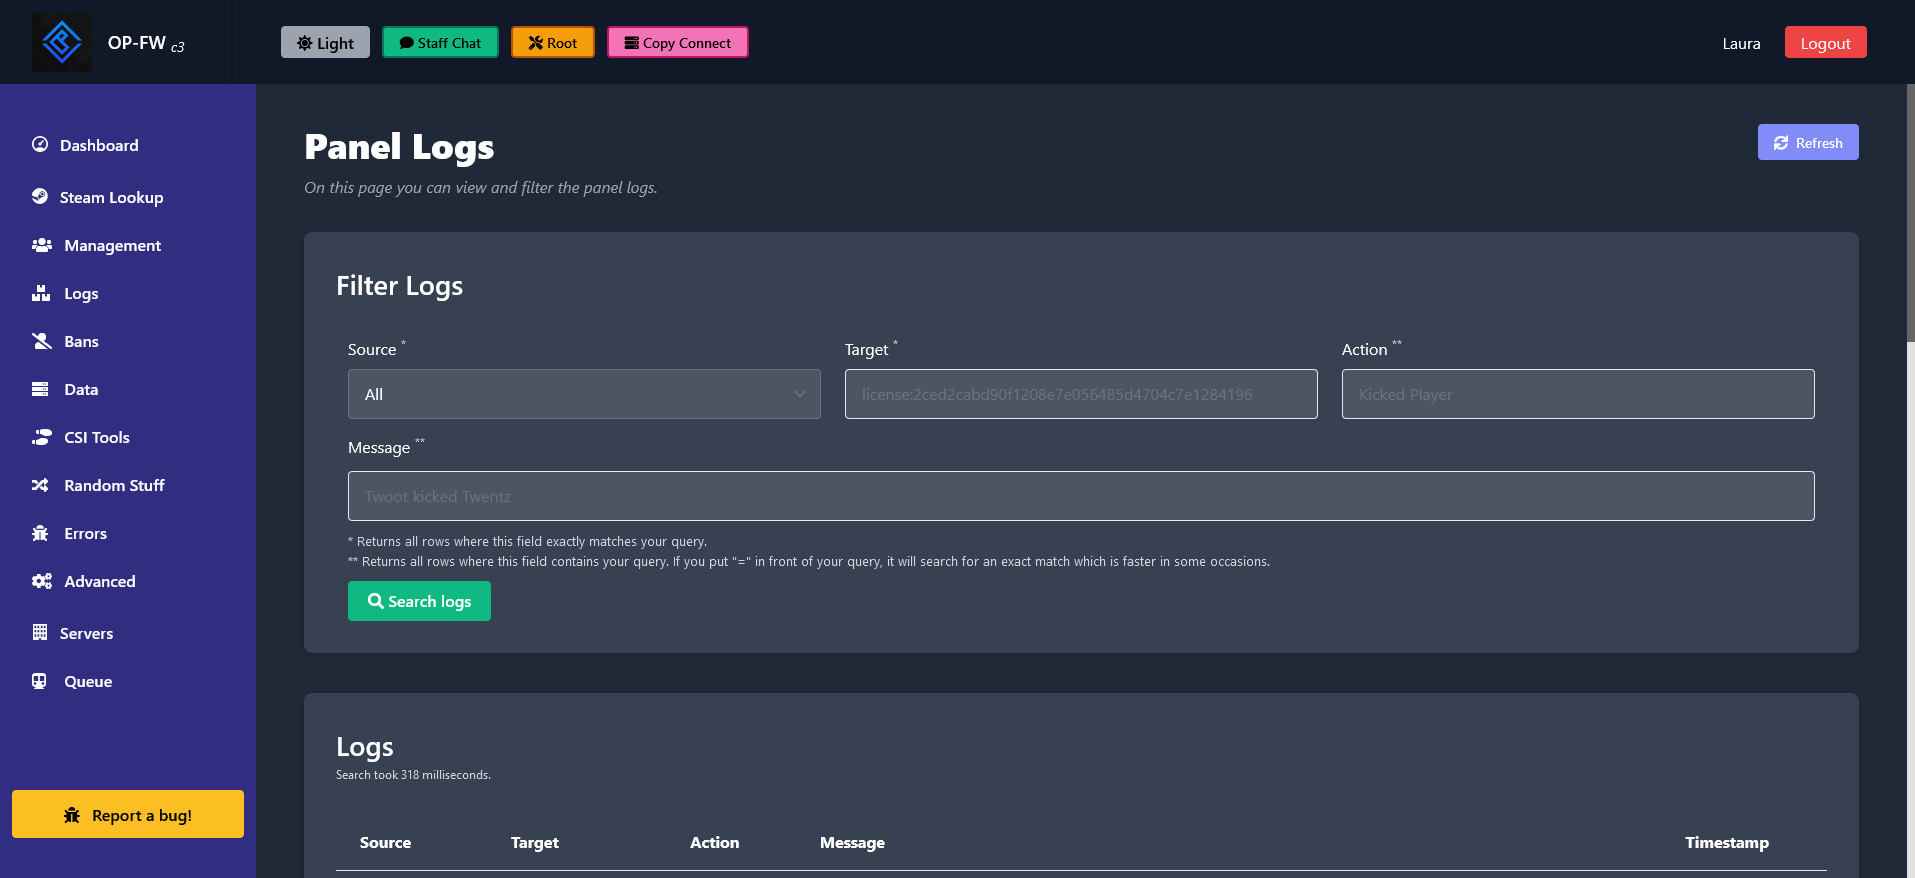 OP-FW c3
Light
Staff Chat
Root
Copy Connect
Laura
Logout
Dashboard
Steam Lookup
Management
Logs
Bans
Data
CSI Tools
Random Stuff
Errors
Advanced
Servers
Queue
Report a bug!
Panel Logs
Refresh
On this page you can view and filter the panel logs.
Filter Logs
Source *
Target *
Action **
All
license:2ced2cabd90f1208e7e056485d4704c7e1284196
Kicked Player
Message **
Twoot kicked Twentz
* Returns all rows where this field exactly matches your query.
** Returns all rows where this field contains your query. If you put "=" in front of your query, it will search for an exact match which is faster in some occasions.
Search logs
Logs
Search took 318 milliseconds.
Source Target Action Message Timestamp